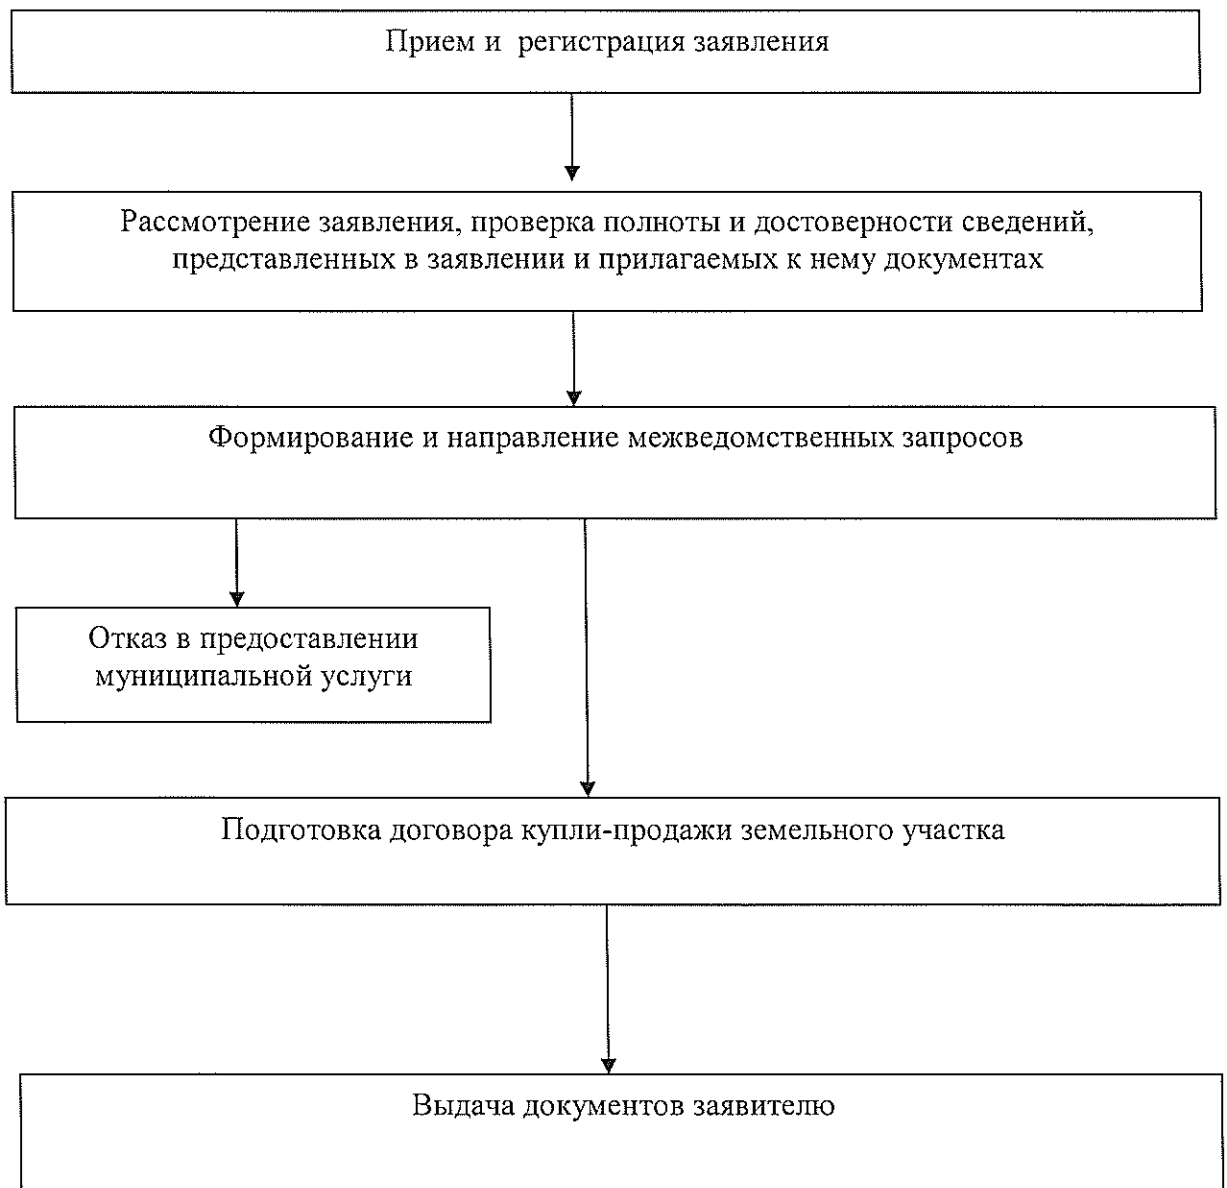 Прием и регистрация заявления
Рассмотрение заявления, проверка полноты и достоверности сведений,
представленных в заявлении и прилагаемых к нему документах
Формирование и направление межведомственных запросов
Отказ в предоставлении
муниципальной услуги
Подготовка договора купли-продажи земельного участка
Выдача документов заявителю